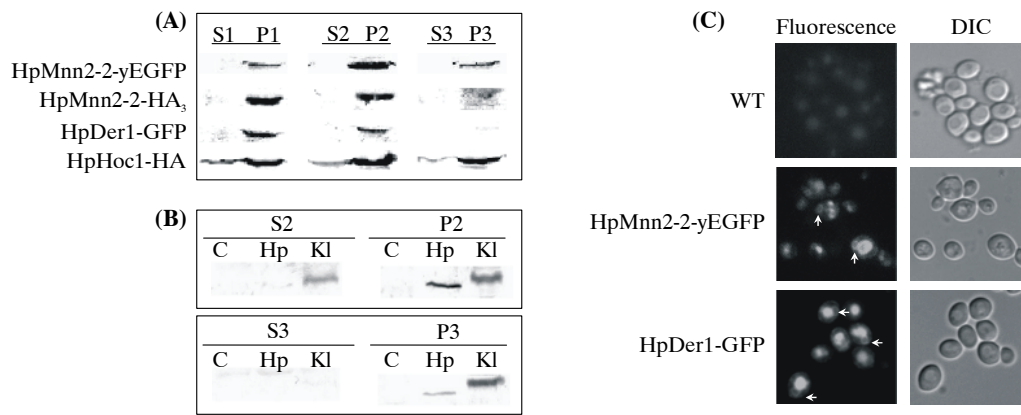 (A)
S1 P1 S2 P2 S3 P3
HpMnn2-2-yEGFP
HpMnn2-2-HA₃
HpDer1-GFP
HpHoc1-HA
(B)
S2 P2
C Hp Kl C Hp Kl
S3 P3
C Hp Kl C Hp Kl
(C)
Fluorescence DIC
WT
HpMnn2-2-yEGFP
HpDer1-GFP